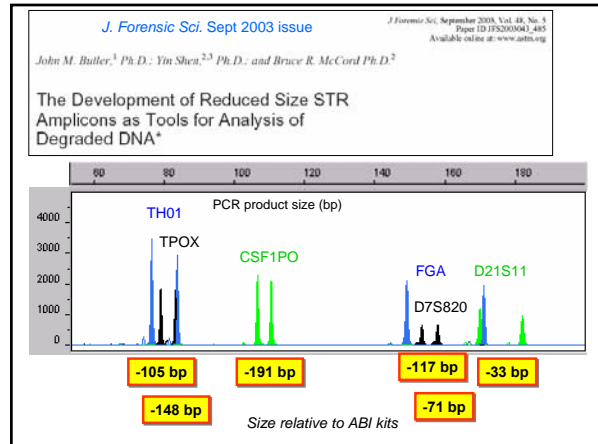 J. Forensic Sci. Sept 2003 issue
J Forensic Sci, September 2003, Vol. 48, No. 5
Paper ID JFS2003043_485
Available online at: www.astm.org
John M. Butler,¹ Ph.D.; Yin Shen,²,³ Ph.D.; and Bruce R. McCord Ph.D.²
The Development of Reduced Size STR
Amplicons as Tools for Analysis of
Degraded DNA*
60 80 100 120 140 160 180
PCR product size (bp)
4000
3000
2000
1000
0
TH01
TPOX
CSF1PO
FGA
D21S11
D7S820
-105 bp
-191 bp
-117 bp
-33 bp
-148 bp
-71 bp
Size relative to ABI kits